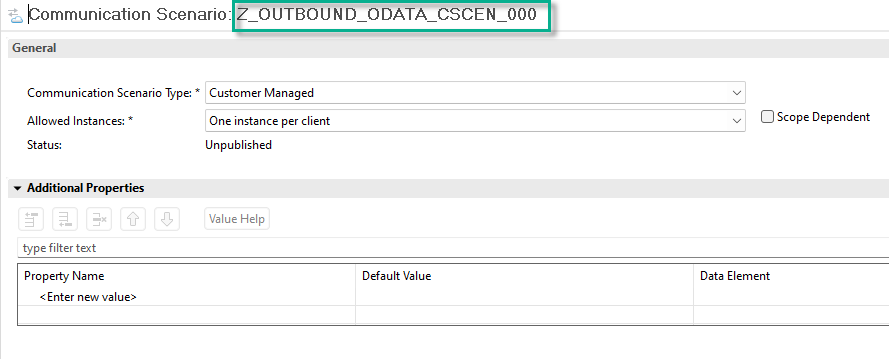 Communication Scenario: Z_OUTBOUND_ODATA_CSCEN_000
General
Communication Scenario Type: * Customer Managed
Allowed Instances: * One instance per client Scope Dependent
Status: Unpublished
Additional Properties
Value Help
type filter text
Property Name Default Value Data Element
<Enter new value>